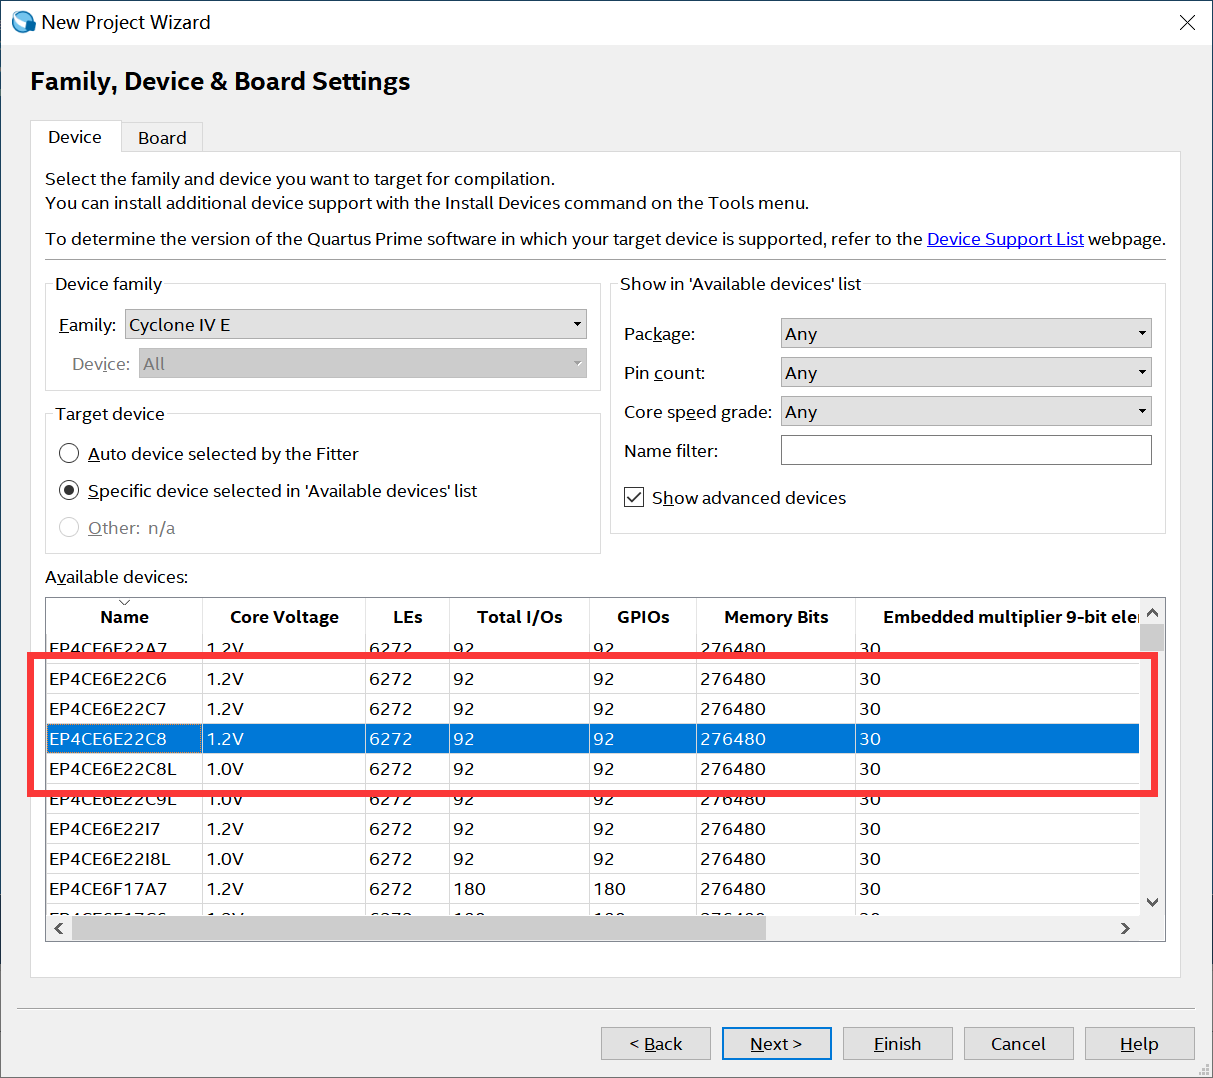 New Project Wizard
Family, Device & Board Settings
Device Board
Select the family and device you want to target for compilation.
You can install additional device support with the Install Devices command on the Tools menu.
To determine the version of the Quartus Prime software in which your target device is supported, refer to the Device Support List webpage.
Device family
Family: Cyclone IV E
Device: All
Target device
Auto device selected by the Fitter
Specific device selected in 'Available devices' list
Other: n/a
Show in 'Available devices' list
Package: Any
Pin count: Any
Core speed grade: Any
Name filter:
Show advanced devices
Available devices:
Name Core Voltage LEs Total I/Os GPIOs Memory Bits Embedded multiplier 9-bit eler
EP4CE6E22A7 1.2V 6272 92 92 276480 30
EP4CE6E22C6 1.2V 6272 92 92 276480 30
EP4CE6E22C7 1.2V 6272 92 92 276480 30
EP4CE6E22C8 1.2V 6272 92 92 276480 30
EP4CE6E22C8L 1.0V 6272 92 92 276480 30
EP4CE6E22C9L 1.0V 6272 92 92 276480 30
EP4CE6E22I7 1.2V 6272 92 92 276480 30
EP4CE6E22I8L 1.0V 6272 92 92 276480 30
EP4CE6F17A7 1.2V 6272 180 180 276480 30
< Back Next > Finish Cancel Help